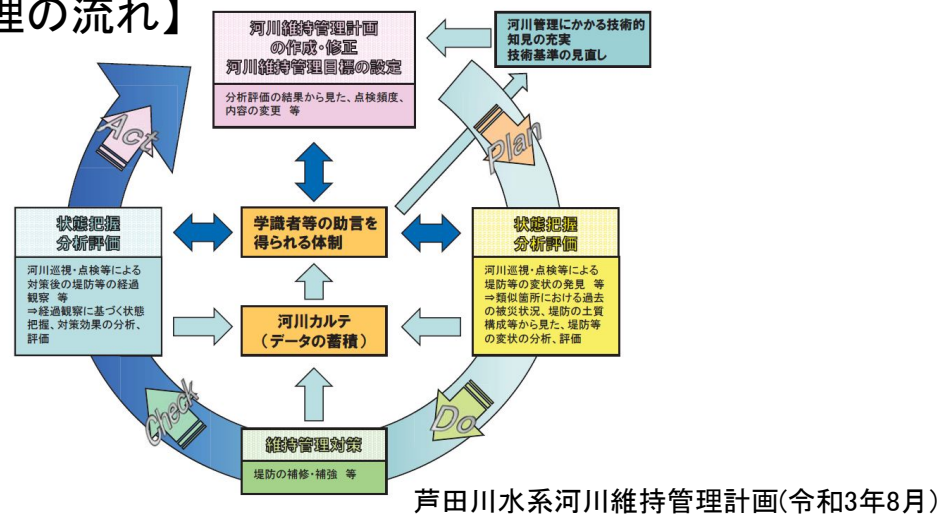 理の流れ】
河川維持管理計画
の作成・修正
河川維持管理目標の設定
分析評価の結果から見た、点検頻度、
内容の変更 等
河川管理にかかる技術的
知見の充実
技術基準の見直し
Act
Plan
状態把握
分析評価
河川巡視・点検等による
対策後の堤防等の経過
観察 等
⇒経過観察に基づく状態
把握、対策効果の分析、
評価
学識者等の助言を
得られる体制
状態把握
分析評価
河川巡視・点検等による
堤防等の変状の発見 等
⇒類似箇所における過去
の被災状況、堤防の土質
構成等から見た、堤防等
の変状の分析、評価
河川カルテ
（データの蓄積）
Check
Do
維持管理対策
堤防の補修・補強 等
芦田川水系河川維持管理計画(令和3年8月)